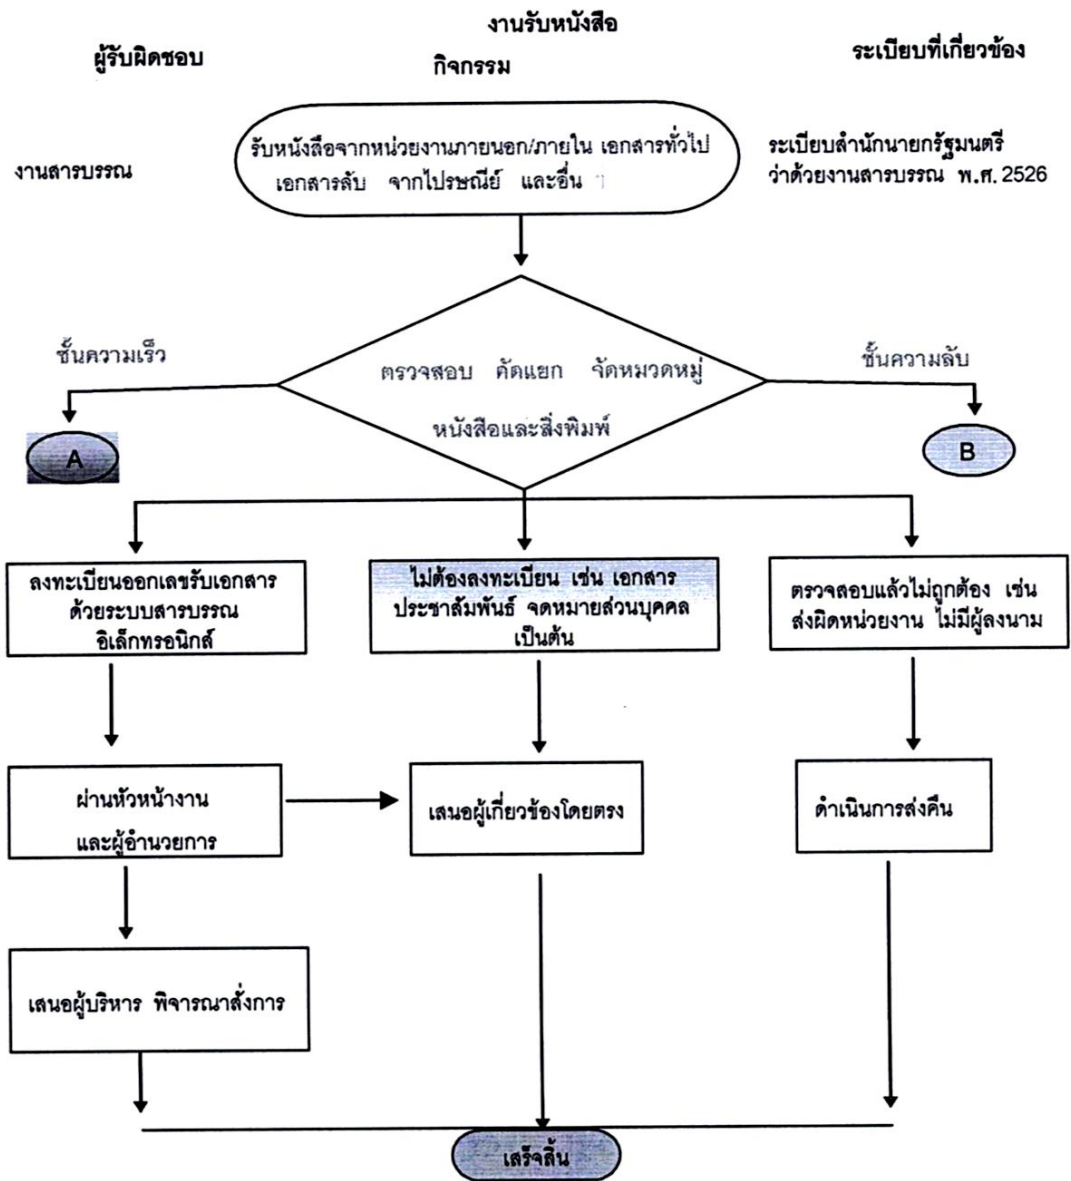 งานรับหนังสือ
ผู้รับผิดชอบ
กิจกรรม
ระเบียบที่เกี่ยวข้อง
งานสารบรรณ
รับหนังสือจากหน่วยงานภายนอก/ภายใน เอกสารทั่วไป
เอกสารลับ จากไปรษณีย์ และอื่น ๆ
ระเบียบสำนักนายกรัฐมนตรี
ว่าด้วยงานสารบรรณ พ.ศ. 2526
ชั้นความเร็ว
ตรวจสอบ คัดแยก จัดหมวดหมู่
หนังสือและสิ่งพิมพ์
ชั้นความลับ
A
B
ลงทะเบียนออกเลขรับเอกสาร
ด้วยระบบสารบรรณ
อิเล็กทรอนิกส์
ไม่ต้องลงทะเบียน เช่น เอกสาร
ประชาสัมพันธ์ จดหมายส่วนบุคคล
เป็นต้น
ตรวจสอบแล้วไม่ถูกต้อง เช่น
ส่งผิดหน่วยงาน ไม่มีผู้ลงนาม
ผ่านหัวหน้างาน
และผู้อำนวยการ
เสนอผู้เกี่ยวข้องโดยตรง
ดำเนินการส่งคืน
เสนอผู้บริหาร พิจารณาสั่งการ
เสร็จสิ้น